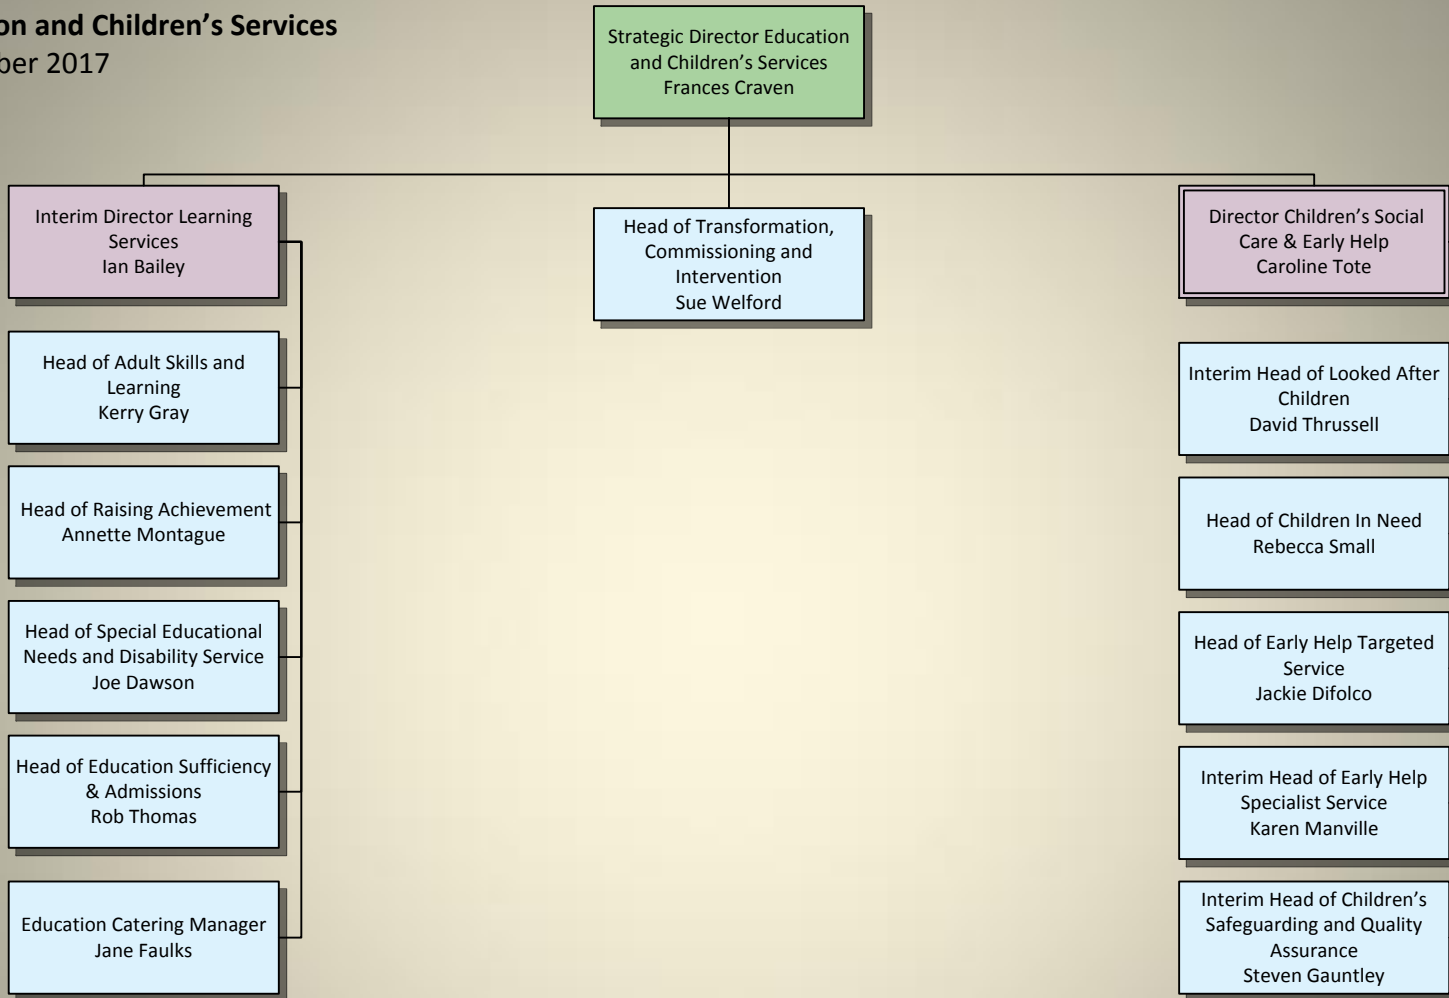 on and Children's Services
ber 2017
Strategic Director Education
and Children's Services
Frances Craven
Interim Director Learning
Services
Ian Bailey
Head of Transformation,
Commissioning and
Intervention
Sue Welford
Director Children's Social
Care & Early Help
Caroline Tote
Head of Adult Skills and
Learning
Kerry Gray
Head of Raising Achievement
Annette Montague
Head of Special Educational
Needs and Disability Service
Joe Dawson
Head of Education Sufficiency
& Admissions
Rob Thomas
Education Catering Manager
Jane Faulks
Interim Head of Looked After
Children
David Thrussell
Head of Children In Need
Rebecca Small
Head of Early Help Targeted
Service
Jackie Difolco
Interim Head of Early Help
Specialist Service
Karen Manville
Interim Head of Children's
Safeguarding and Quality
Assurance
Steven Gauntley